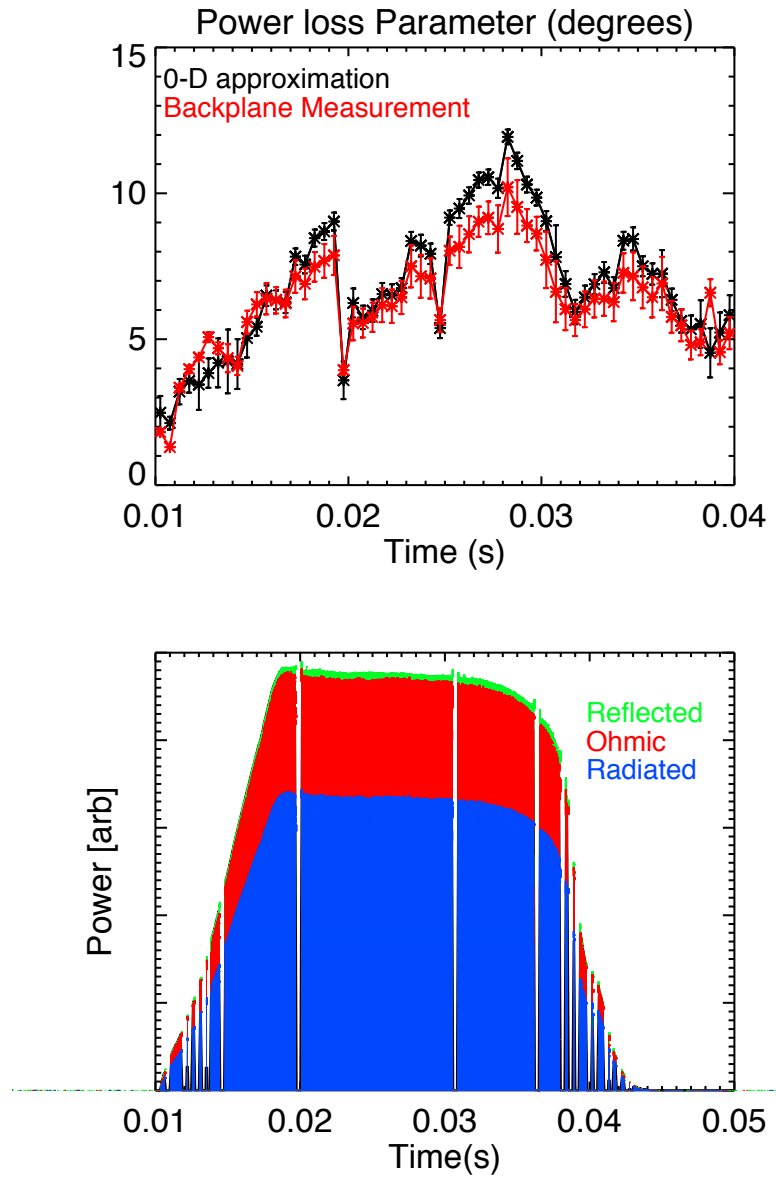 Power loss Parameter (degrees)
15
0-D approximation
Backplane Measurement
10
5
0
0.01 0.02 0.03 0.04
Time (s)
Reflected
Ohmic
Radiated
Power [arb]
0.01 0.02 0.03 0.04 0.05
Time(s)